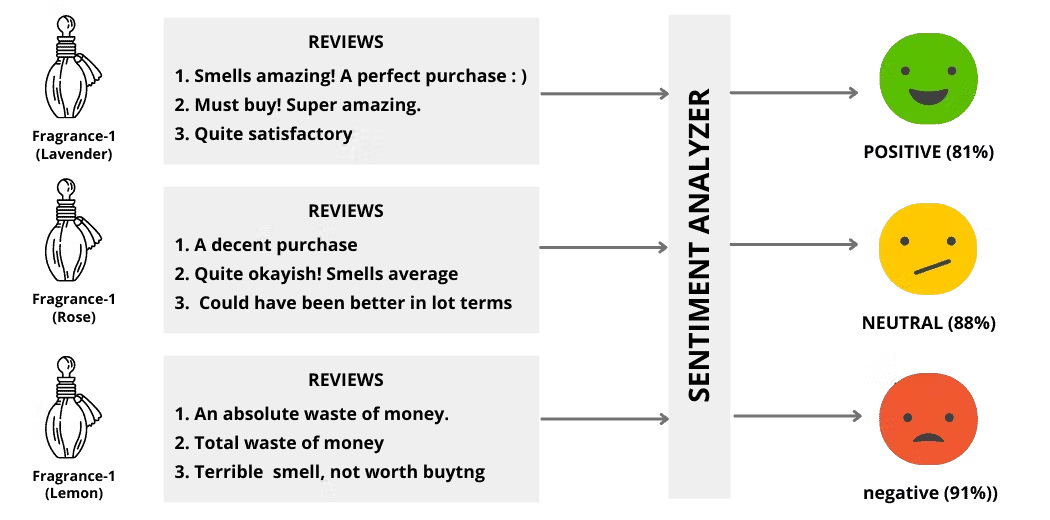 REVIEWS
1. Smells amazing! A perfect purchase : )
2. Must buy! Super amazing.
3. Quite satisfactory
Fragrance-1
(Lavender)
REVIEWS
1. A decent purchase
2. Quite okayish! Smells average
3. Could have been better in lot terms
Fragrance-1
(Rose)
REVIEWS
1. An absolute waste of money.
2. Total waste of money
3. Terrible smell, not worth buytng
Fragrance-1
(Lemon)
SENTIMENT ANALYZER
POSITIVE (81%)
NEUTRAL (88%)
negative (91%))